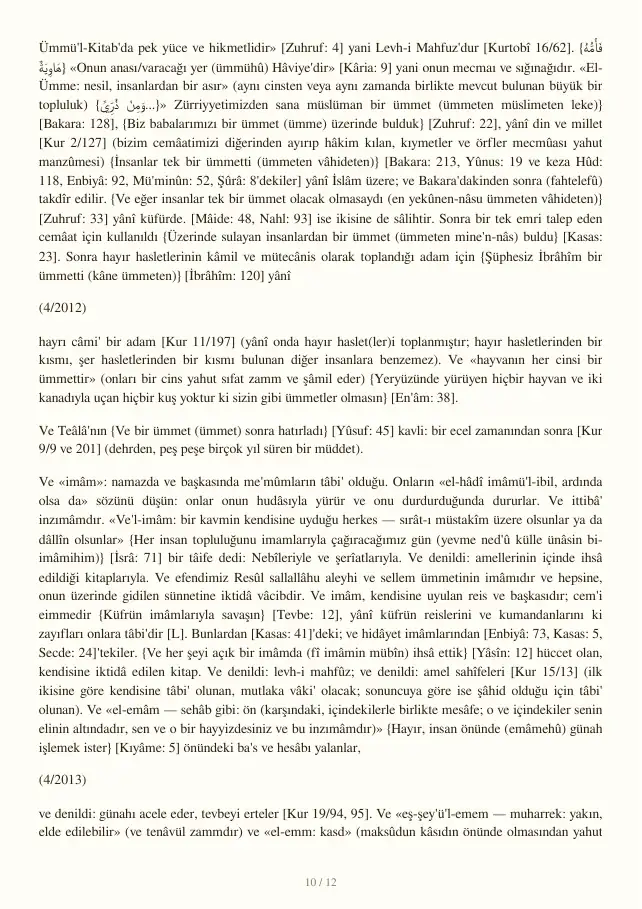 Ümmü'l-Kitab'da pek yüce ve hikmetlidir» [Zuhruf: 4] yani Levh-i Mahfuz'dur [Kurtobî 16/62]. {فَأُمُّهُ
هَاوِيَةٌ} «Onun anası/varacağı yer (ümmühû) Hâviye'dir» [Kâria: 9] yani onun mecmaı ve sığınağıdır. «El-
Ümme: nesil, insanlardan bir asır» (aynı cinsten veya aynı zamanda birlikte mevcut bulunan büyük bir
topluluk) {وَمِنْ ذُرِّيَّ...}» Zürriyyetimizden sana müslüman bir ümmet (ümmeten müslimeten leke)}
[Bakara: 128], {Biz babalarımızı bir ümmet (ümme) üzerinde bulduk} [Zuhruf: 22], yânî din ve millet
[Kur 2/127] (bizim cemâatimizi diğerinden ayırıp hâkim kılan, kıymetler ve örfler mecmûası yahut
manzûmesi) {İnsanlar tek bir ümmetti (ümmeten vâhideten)} [Bakara: 213, Yûnus: 19 ve keza Hûd:
118, Enbiyâ: 92, Mü'minûn: 52, Şûrâ: 8'dekiler] yânî İslâm üzere; ve Bakara'dakinden sonra (fahtelefû)
takdîr edilir. {Ve eğer insanlar tek bir ümmet olacak olmasaydı (en yekûnen-nâsu ümmeten vâhideten)}
[Zuhruf: 33] yânî küfürde. [Mâide: 48, Nahl: 93] ise ikisine de sâlihtir. Sonra bir tek emri talep eden
cemâat için kullanıldı {Üzerinde sulayan insanlardan bir ümmet (ümmeten mine'n-nâs) buldu} [Kasas:
23]. Sonra hayır hasletlerinin kâmil ve mütecânis olarak toplandığı adam için {Şüphesiz İbrâhîm bir
ümmetti (kâne ümmeten)} [İbrâhîm: 120] yânî
(4/2012)
hayrı câmi' bir adam [Kur 11/197] (yânî onda hayır haslet(ler)i toplanmıştır; hayır hasletlerinden bir
kısmı, şer hasletlerinden bir kısmı bulunan diğer insanlara benzemez). Ve «hayvanın her cinsi bir
ümmettir» (onları bir cins yahut sıfat zamm ve şâmil eder) {Yeryüzünde yürüyen hiçbir hayvan ve iki
kanadıyla uçan hiçbir kuş yoktur ki sizin gibi ümmetler olmasın} [En'âm: 38].
Ve Teâlâ'nın {Ve bir ümmet (ümmet) sonra hatırladı} [Yûsuf: 45] kavli: bir ecel zamanından sonra [Kur
9/9 ve 201] (dehrden, peş peşe birçok yıl süren bir müddet).
Ve «imâm»: namazda ve başkasında me'mûmların tâbi' olduğu. Onların «el-hâdî imâmü'l-ibil, ardında
olsa da» sözünü düşün: onlar onun hudâsıyla yürür ve onu durdurduğunda dururlar. Ve ittibâ'
inzımâmdır. «Ve'l-imâm: bir kavmin kendisine uyduğu herkes — sırât-ı müstakîm üzere olsunlar ya da
dâllîn olsunlar» {Her insan topluluğunu imamlarıyla çağıracağımız gün (yevme ned'û külle ünâsin bi-
imâmihim)} [İsrâ: 71] bir tâife dedi: Nebîleriyle ve şerîatlarıyla. Ve denildi: amellerinin içinde ihsâ
edildiği kitaplarıyla. Ve efendimiz Resûl sallallâhu aleyhi ve sellem ümmetinin imâmıdır ve hepsine,
onun üzerinde gidilen sünnetine iktidâ vâcibdir. Ve imâm, kendisine uyulan reis ve başkasıdır; cem'i
eimmedir {Küfrün imâmlarıyla savaşın} [Tevbe: 12], yânî küfrün reislerini ve kumandanlarını ki
zayıfları onlara tâbi'dir [L]. Bunlardan [Kasas: 41]'deki; ve hidâyet imâmlarından [Enbiyâ: 73, Kasas: 5,
Secde: 24]'tekiler. {Ve her şeyi açık bir imâmda (fî imâmin mübîn) ihsâ ettik} [Yâsîn: 12] hüccet olan,
kendisine iktidâ edilen kitap. Ve denildi: levh-i mahfûz; ve denildi: amel sahîfeleri [Kur 15/13] (ilk
ikisine göre kendisine tâbi' olunan, mutlaka vâki' olacak; sonuncuya göre ise şâhid olduğu için tâbi'
olunan). Ve «el-emâm — sehâb gibi: ön (karşındaki, içindekilerle birlikte mesâfe; o ve içindekiler senin
elinin altındadır, sen ve o bir hayyizdesiniz ve bu inzımâmdır)» {Hayır, insan önünde (emâmehû) günah
işlemek ister} [Kıyâme: 5] önündeki ba's ve hesâbı yalanlar,
(4/2013)
ve denildi: günahı acele eder, tevbeyi erteler [Kur 19/94, 95]. Ve «eş-şey'ü'l-emem — muharrek: yakın,
elde edilebilir» (ve tenâvül zammdır) ve «el-emm: kasd» (maksûdun kâsıdın önünde olmasından yahut
10 / 12